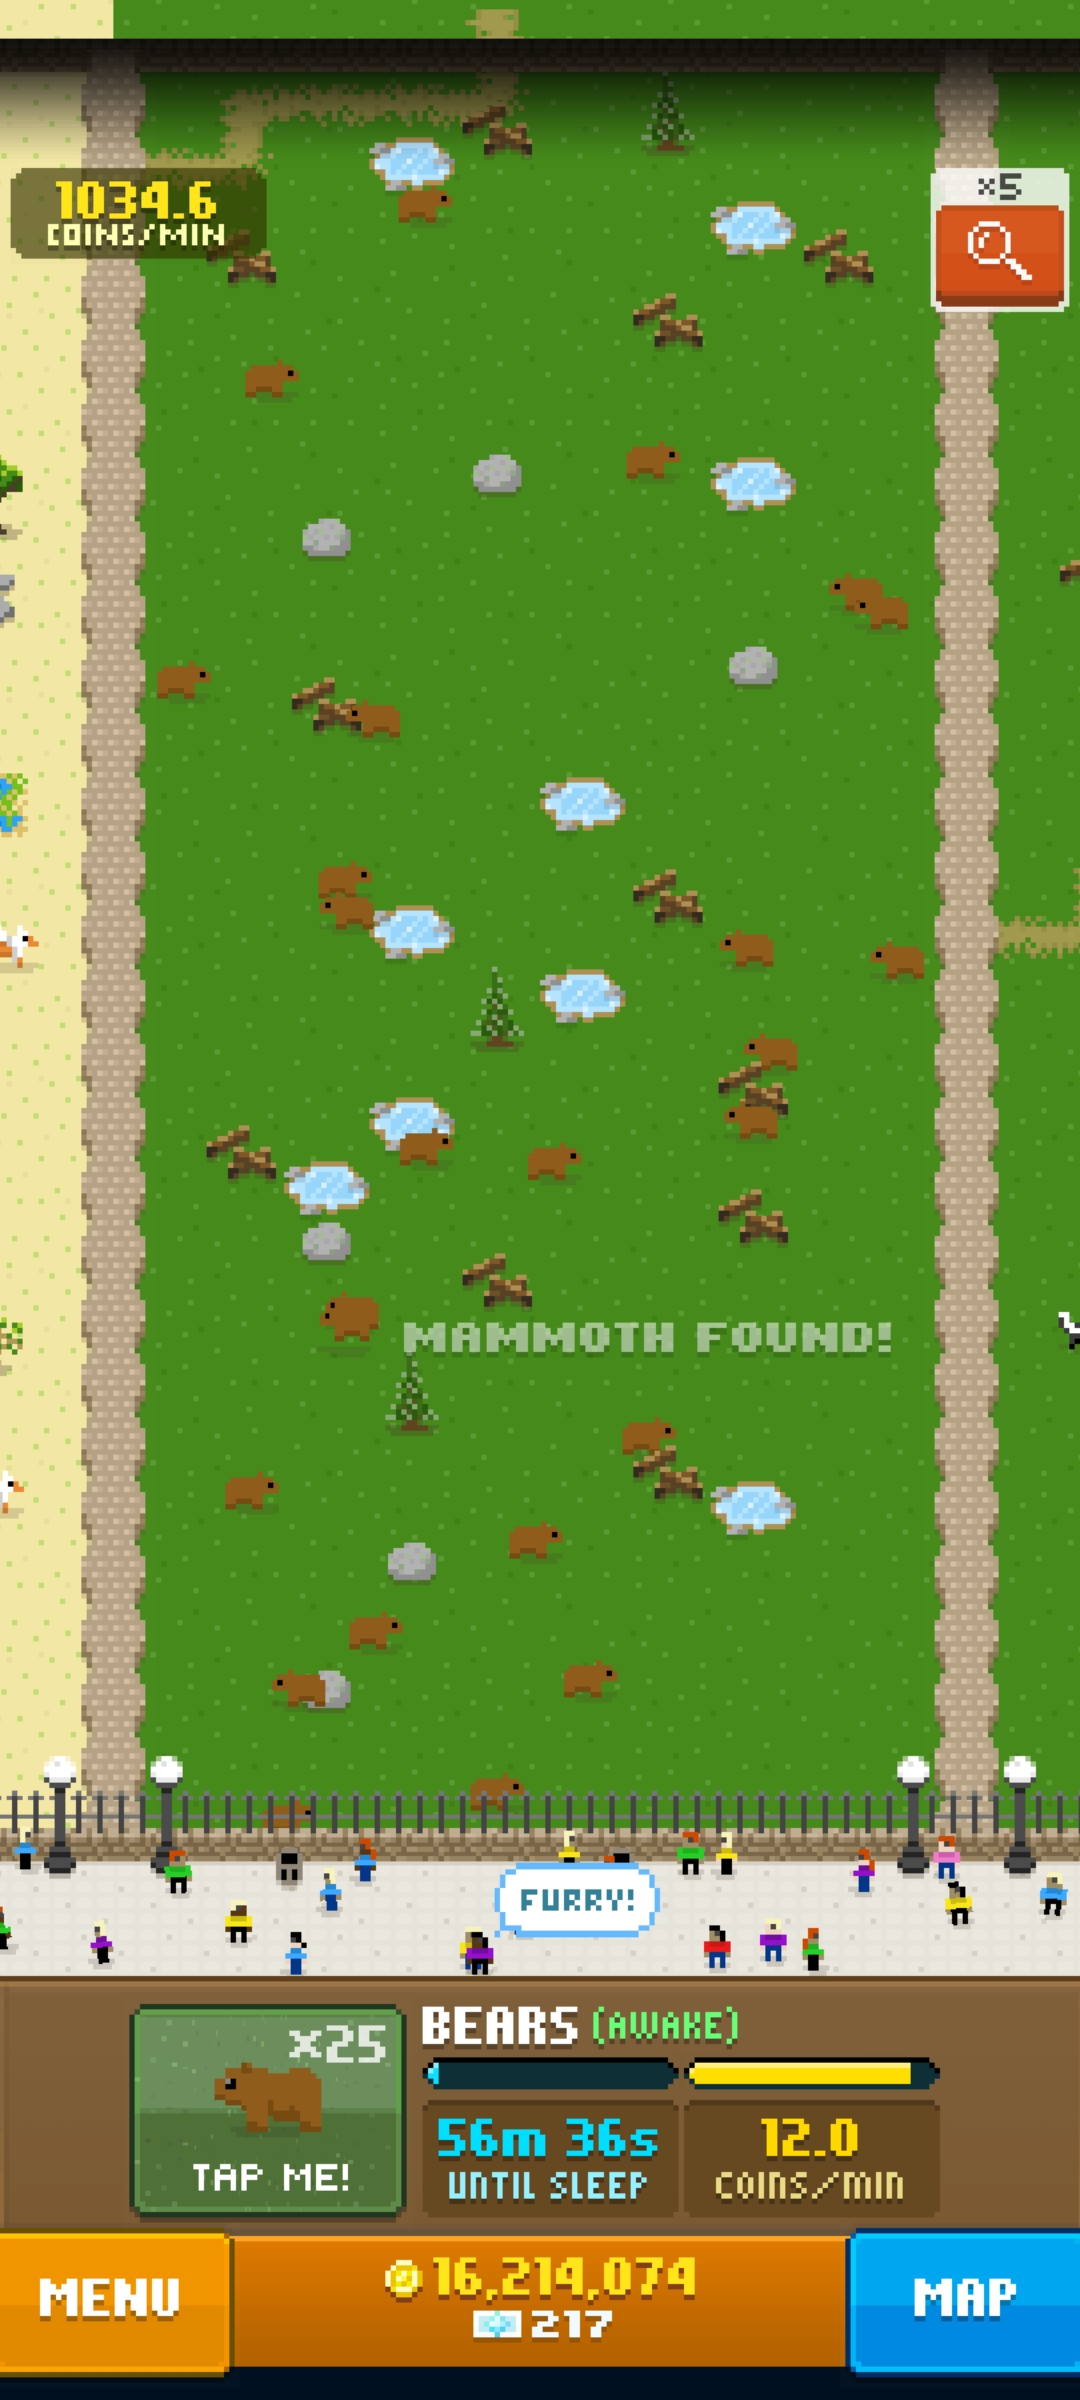 1034.6
COINS/MIN
x5
MAMMOTH FOUND!
FURRY!
x25
TAP ME!
BEARS (AWAKE)
56m 36s
UNTIL SLEEP
12.0
COINS/MIN
MENU
16,214,074
217
MAP